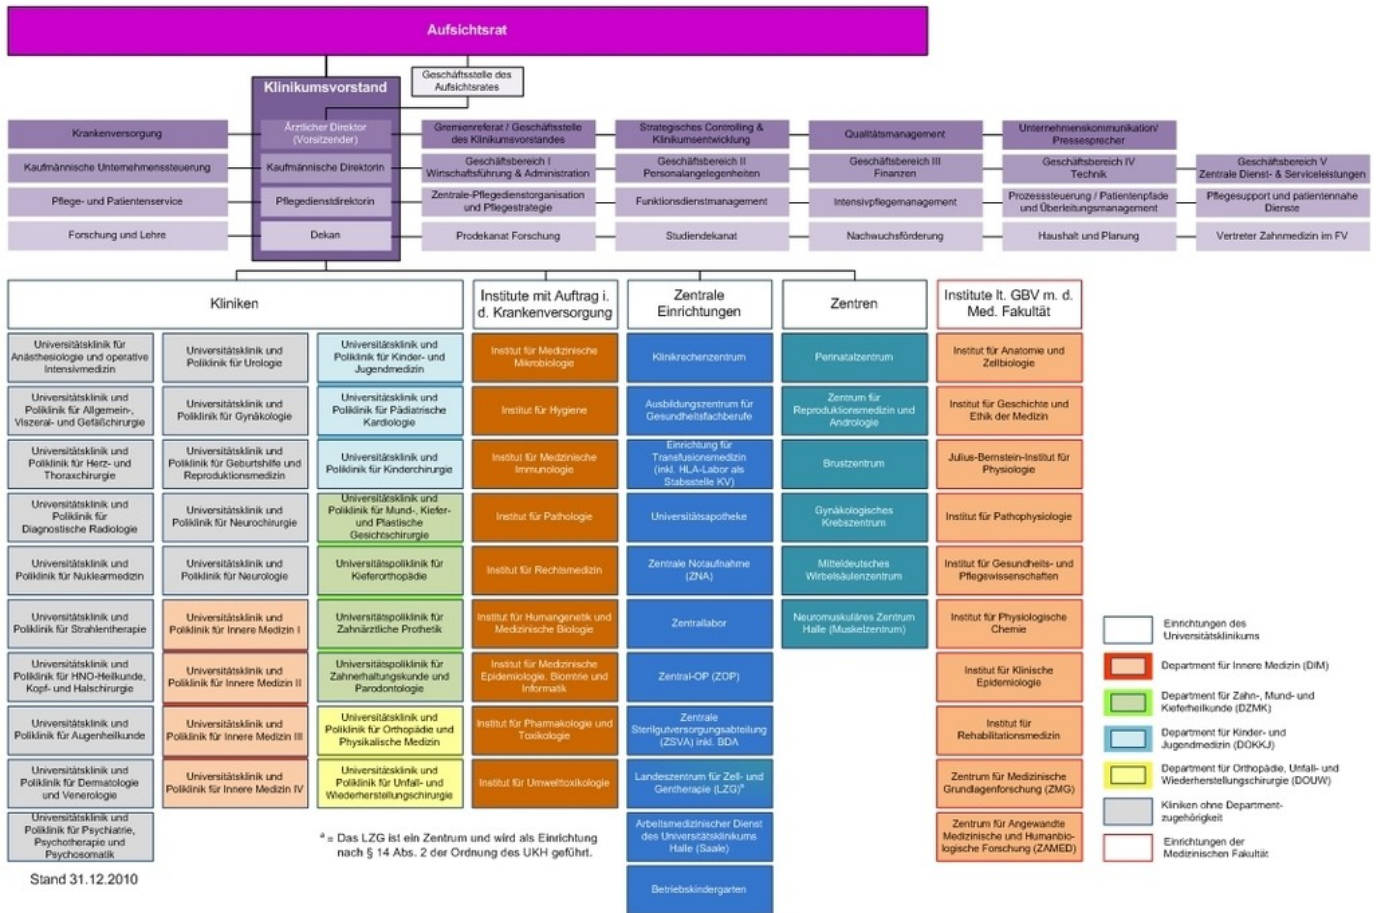 Aufsichtsrat
Geschäftsstelle des
Aufsichtsrates
Klinikumsvorstand
Krankenversorgung
Ärztlicher Direktor
(Vorsitzender)
Gremienreferat / Geschäftsstelle
des Klinikumsvorstandes
Strategisches Controlling &
Klinikumsentwicklung
Qualitätsmanagement
Unternehmenskommunikation/
Pressesprecher
Kaufmännische Unternehmenssteuerung
Kaufmännische Direktorin
Geschäftsbereich I
Wirtschaftsführung & Administration
Geschäftsbereich II
Personalangelegenheiten
Geschäftsbereich III
Finanzen
Geschäftsbereich IV
Technik
Geschäftsbereich V
Zentrale Dienst- & Serviceleistungen
Pflege- und Patientenservice
Pflegedienstdirektorin
Zentrale-Pflegedienstorganisation
und Pflegestrategie
Funktionsdienstmanagement
Intensivpflegemanagement
Prozesssteuerung / Patientenpfade
und Überleitungsmanagement
Pflegesupport und patientennahe
Dienste
Forschung und Lehre
Dekan
Prodekanat Forschung
Studiendekanat
Nachwuchsförderung
Haushalt und Planung
Vertreter Zahnmedizin im FV
Kliniken
Universitätsklinik für
Anästhesiologie und operative
Intensivmedizin
Universitätsklinik und
Poliklinik für Allgemein-,
Viszeral- und Gefäßchirurgie
Universitätsklinik und
Poliklinik für Herz- und
Thoraxchirurgie
Universitätsklinik und
Poliklinik für
Diagnostische Radiologie
Universitätsklinik und
Poliklinik für Nuklearmedizin
Universitätsklinik und
Poliklinik für Strahlentherapie
Universitätsklinik und
Poliklinik für HNO-Heilkunde,
Kopf- und Halschirurgie
Universitätsklinik und
Poliklinik für Augenheilkunde
Universitätsklinik und
Poliklinik für Dermatologie
und Venerologie
Universitätsklinik und
Poliklinik für Psychiatrie,
Psychotherapie und
Psychosomatik
Universitätsklinik und
Poliklinik für Urologie
Universitätsklinik und
Poliklinik für Gynäkologie
Universitätsklinik und
Poliklinik für Geburtshilfe und
Reproduktionsmedizin
Universitätsklinik und
Poliklinik für Neurochirurgie
Universitätsklinik und
Poliklinik für Neurologie
Universitätsklinik und
Poliklinik für Innere Medizin I
Universitätsklinik und
Poliklinik für Innere Medizin II
Universitätsklinik und
Poliklinik für Innere Medizin III
Universitätsklinik und
Poliklinik für Innere Medizin IV
Universitätsklinik und
Poliklinik für Kinder- und
Jugendmedizin
Universitätsklinik und
Poliklinik für Pädiatrische
Kardiologie
Universitätsklinik und
Poliklinik für Kinderchirurgie
Universitätsklinik und
Poliklinik für Mund-, Kiefer-
und Plastische
Gesichtschirurgie
Universitätspoliklinik für
Kieferorthopädie
Universitätspoliklinik für
Zahnärztliche Prothetik
Universitätspoliklinik für
Zahnerhaltungskunde und
Parodontologie
Universitätsklinik und
Poliklinik für Orthopädie und
Physikalische Medizin
Universitätsklinik und
Poliklinik für Unfall- und
Wiederherstellungschirurgie
Institute mit Auftrag i.
d. Krankenversorgung
Institut für Medizinische
Mikrobiologie
Institut für Hygiene
Institut für Medzinische
Immunologie
Institut für Pathologie
Institut für Rechtsmedizin
Institut für Humangenetik und
Medizinische Biologie
Institut für Medizinische
Epidemiologie. Biomtrie und
Informatik
Institut für Pharmakologie und
Toxikologie
Institut für Umwelttoxikologie
Zentrale
Einrichtungen
Klinikrechenzentrum
Ausbildungszentrum für
Gesundheitsfachberufe
Einrichtung für
Transfusionsmedizin
(inkl. HLA-Labor als
Stabsstelle KV)
Universitätsapotheke
Zentrale Notaufnahme
(ZNA)
Zentrallabor
Zentral-OP (ZOP)
Zentrale
Sterilgutversorgungsabteilung
(ZSVA) inkl. BDA
Landeszentrum für Zell- und
Gentherapie (LZG)ª
Arbeitsmedizinischer Dienst
des Universitätsklinikums
Halle (Saale)
Betriebskindergarten
Zentren
Perinatalzentrum
Zentrum für
Reproduktionsmedizin und
Andrologie
Brustzentrum
Gynäkologisches
Krebszentrum
Mitteldeutsches
Wirbelsäulenzentrum
Neuromuskuläres Zentrum
Halle (Muskelzentrum)
Institute lt. GBV m. d.
Med. Fakultät
Institut für Anatomie und
Zellbiologie
Institut für Geschichte und
Ethik der Medizin
Julius-Bernstein-Institut für
Physiologie
Institut für Pathophysiologie
Institut für Gesundheits- und
Pflegewissenschaften
Institut für Physiologische
Chemie
Institut für Klinische
Epidemiologie
Institut für
Rehabilitationsmedizin
Zentrum für Medizinische
Grundlagenforschung (ZMG)
Zentrum für Angewandte
Medizinische und Humanbio-
logische Forschung (ZAMED)
Einrichtungen des
Universitätsklinikums
Department für Innere Medizin (DIM)
Department für Zahn-, Mund- und
Kieferheilkunde (DZMK)
Department für Kinder- und
Jugendmedizin (DOKKJ)
Department für Orthopädie, Unfall- und
Wiederherstellungschirurgie (DOUW)
Kliniken ohne Department-
zugehörigkeit
Einrichtungen der
Medizinischen Fakultät
ª = Das LZG ist ein Zentrum und wird als Einrichtung
nach § 14 Abs. 2 der Ordnung des UKH geführt.
Stand 31.12.2010